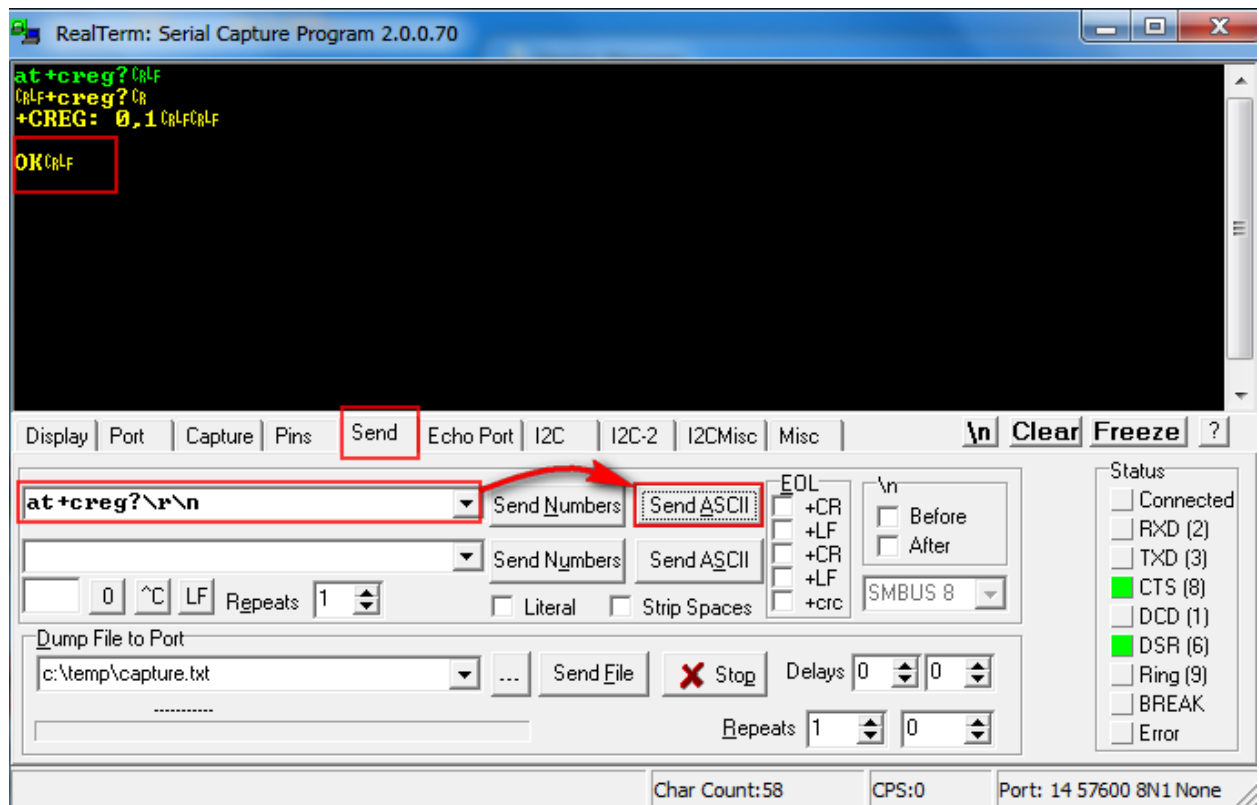 RealTerm: Serial Capture Program 2.0.0.70
at+creg?CRLF
CRLF+creg?CR
+CREG: 0,1CRLFCRLF
OKCRLF
Display Port Capture Pins Send Echo Port I2C I2C-2 I2CMisc Misc \n Clear Freeze ?
at+creg?\r\n Send Numbers Send ASCII
Send Numbers Send ASCII
0 ^C LF Repeats 1 Literal Strip Spaces
EOL
+CR
+LF
+CR
+LF
+crc
\n
Before
After
SMBUS 8
Status
Connected
RXD (2)
TXD (3)
CTS (8)
DCD (1)
DSR (6)
Ring (9)
BREAK
Error
Dump File to Port
c:\temp\capture.txt ... Send File Stop Delays 0 0
-----------
Repeats 1 0
Char Count:58 CPS:0 Port: 14 57600 8N1 None